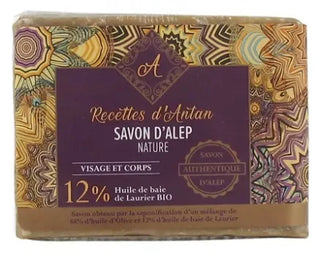 A
Recettes d'Antan
SAVON D'ALEP
NATURE
VISAGE ET CORPS
SAVON
AUTHENTIQUE
D'ALEP
12% Huile de baie
de Laurier BIO
Savon obtenu par la saponification d'un mélange de
88% d'huile d'Olive et 12% d'huile de baie de Laurier